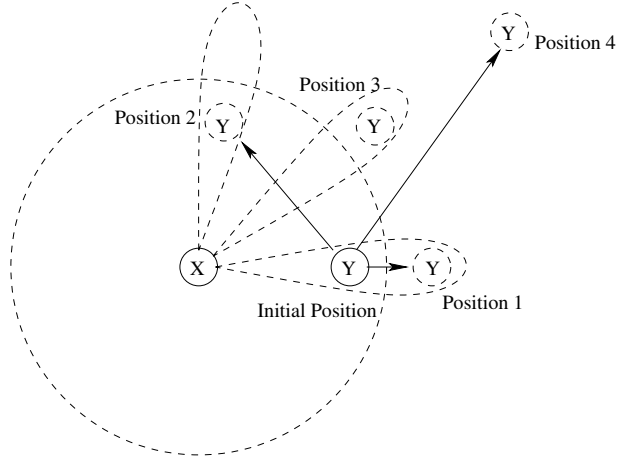 Y
Position 4
Position 3
Position 2
Y
Y
X
Y
Y
Initial Position
Position 1